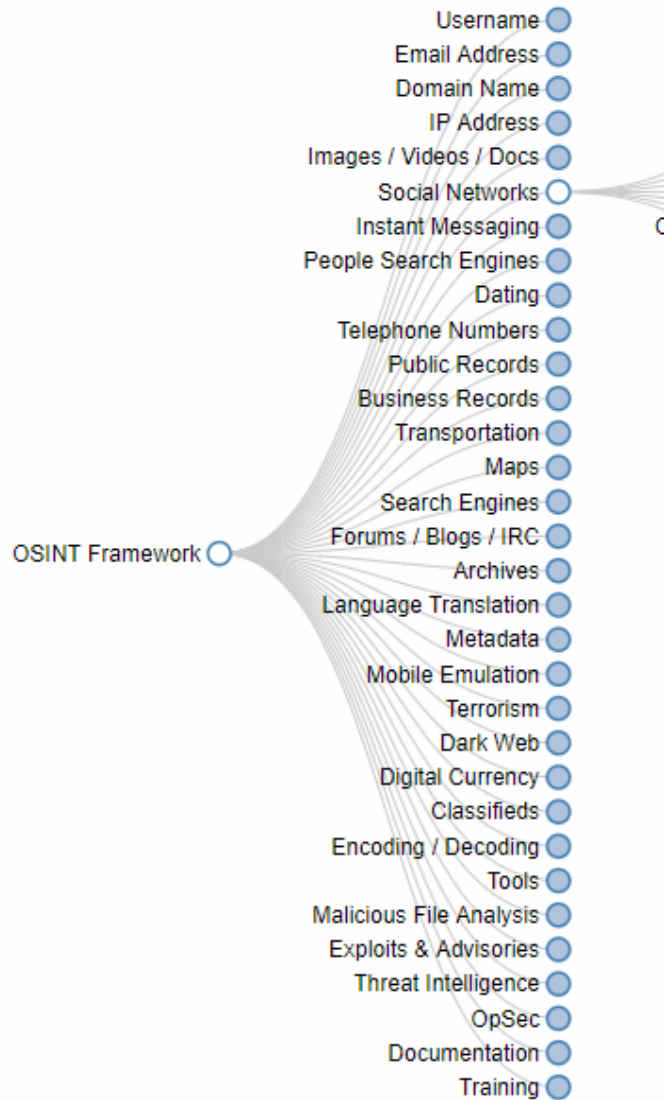 Username
Email Address
Domain Name
IP Address
Images / Videos / Docs
Social Networks
Instant Messaging
People Search Engines
Dating
Telephone Numbers
Public Records
Business Records
Transportation
Maps
Search Engines
Forums / Blogs / IRC
OSINT Framework
Archives
Language Translation
Metadata
Mobile Emulation
Terrorism
Dark Web
Digital Currency
Classifieds
Encoding / Decoding
Tools
Malicious File Analysis
Exploits & Advisories
Threat Intelligence
OpSec
Documentation
Training